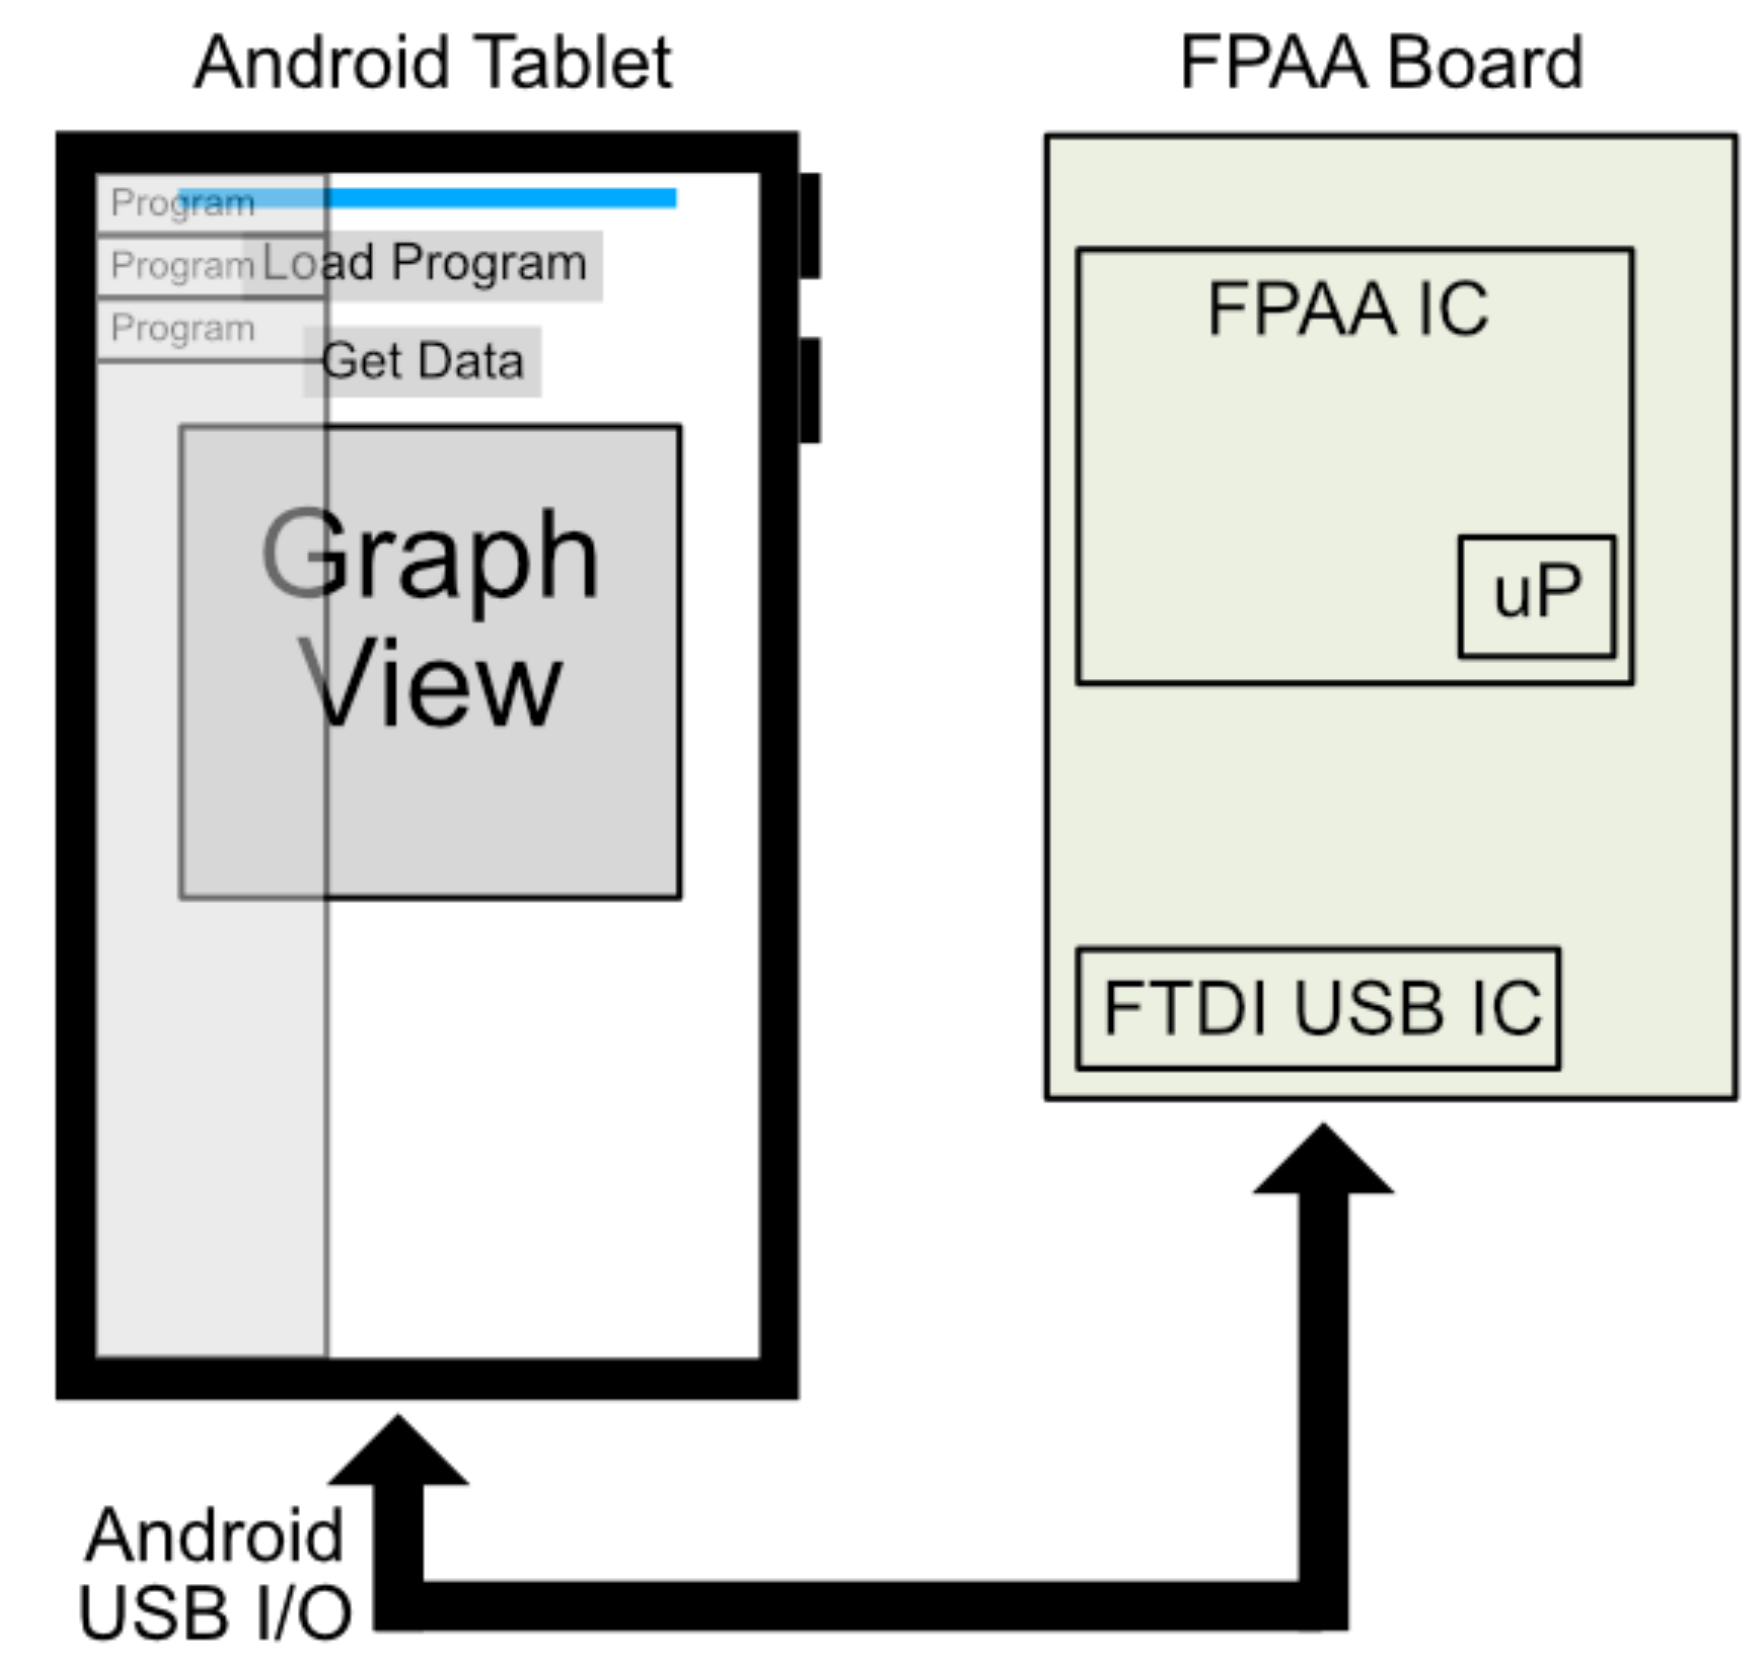 Android Tablet
FPAA Board
Program
Program
Program
Load Program
Get Data
Graph
View
FPAA IC
uP
FTDI USB IC
Android
USB I/O